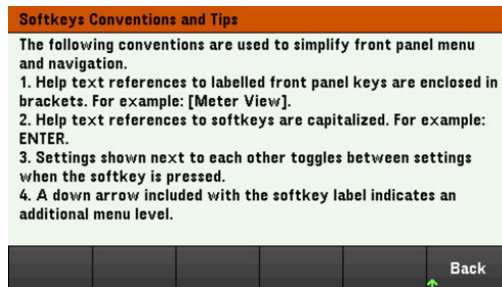 Softkeys Conventions and Tips
The following conventions are used to simplify front panel menu
and navigation.
1. Help text references to labelled front panel keys are enclosed in
brackets. For example: [Meter View].
2. Help text references to softkeys are capitalized. For example:
ENTER.
3. Settings shown next to each other toggles between settings
when the softkey is pressed.
4. A down arrow included with the softkey label indicates an
additional menu level.
Back